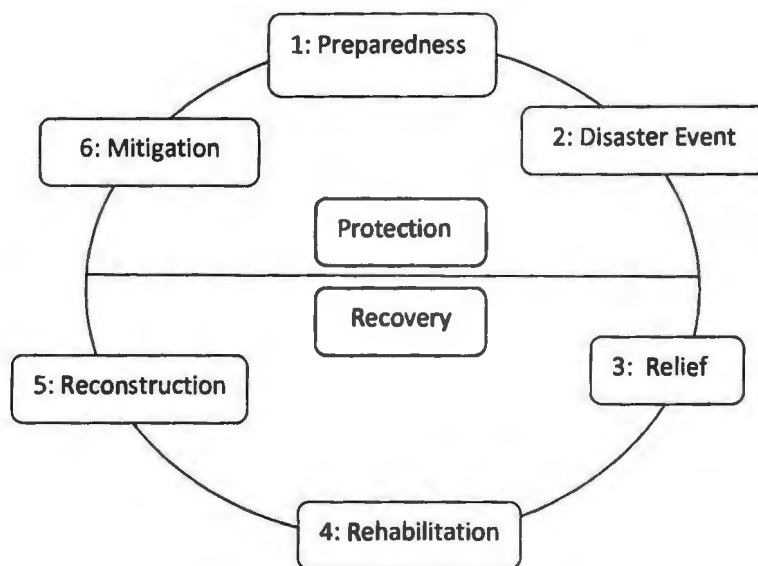 1: Preparedness
2: Disaster Event
6: Mitigation
Protection
Recovery
3: Relief
5: Reconstruction
4: Rehabilitation